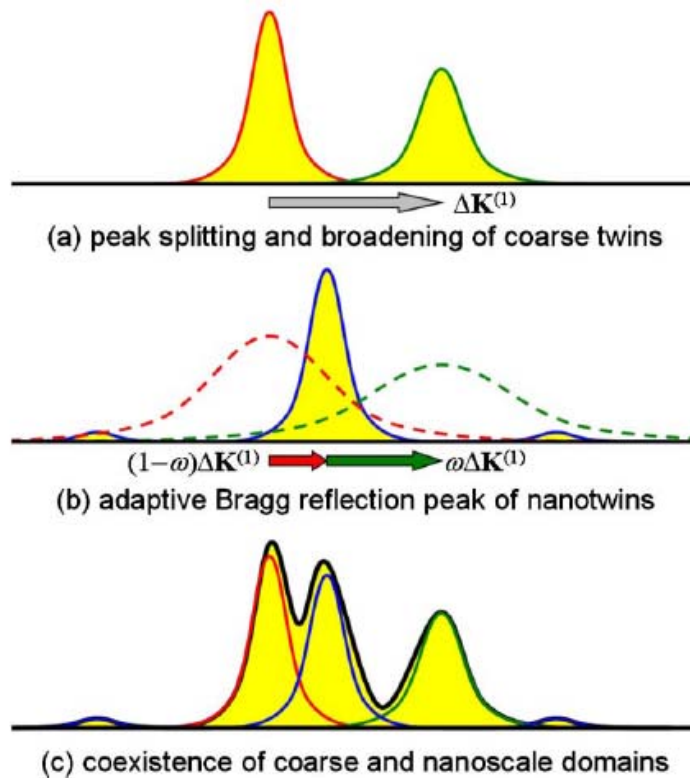 ΔK⁽¹⁾
(a) peak splitting and broadening of coarse twins
(1−ω)ΔK⁽¹⁾ ωΔK⁽¹⁾
(b) adaptive Bragg reflection peak of nanotwins
(c) coexistence of coarse and nanoscale domains